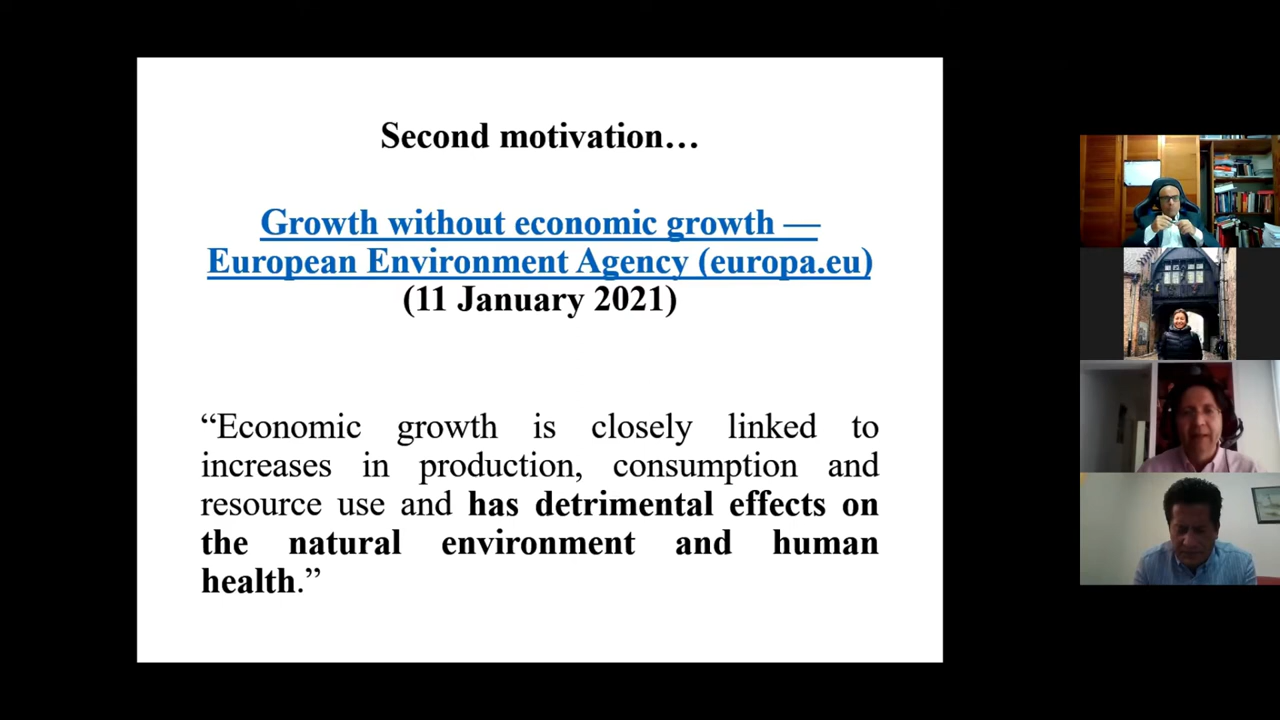 Second motivation…
Growth without economic growth —
European Environment Agency (europa.eu)
(11 January 2021)
“Economic growth is closely linked to
increases in production, consumption and
resource use and has detrimental effects on
the natural environment and human
health.”